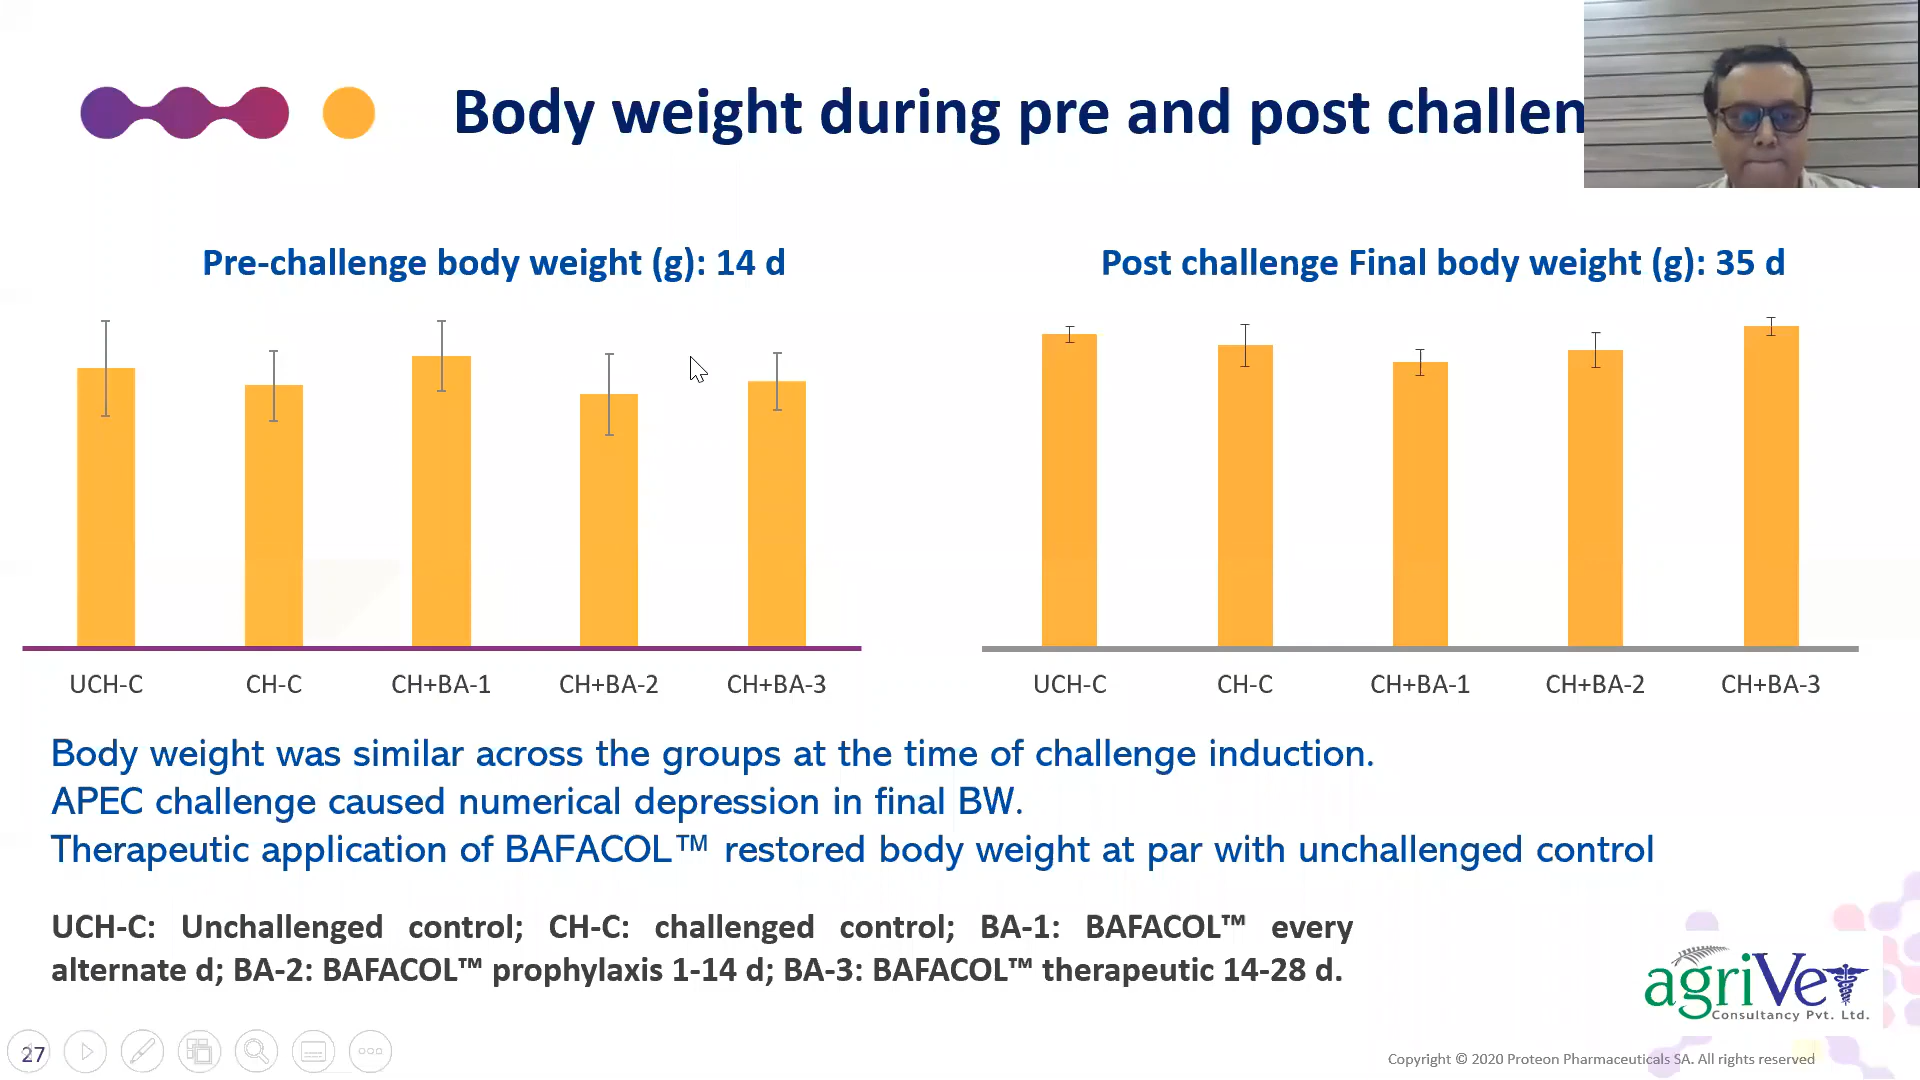 Body weight during pre and post challen
Pre-challenge body weight (g): 14 d
Post challenge Final body weight (g): 35 d
UCH-C CH-C CH+BA-1 CH+BA-2 CH+BA-3
UCH-C CH-C CH+BA-1 CH+BA-2 CH+BA-3
Body weight was similar across the groups at the time of challenge induction.
APEC challenge caused numerical depression in final BW.
Therapeutic application of BAFACOL™ restored body weight at par with unchallenged control
UCH-C: Unchallenged control; CH-C: challenged control; BA-1: BAFACOL™ every
alternate d; BA-2: BAFACOL™ prophylaxis 1-14 d; BA-3: BAFACOL™ therapeutic 14-28 d.
agriVet
Consultancy Pvt. Ltd.
27
Copyright © 2020 Proteon Pharmaceuticals SA. All rights reserved